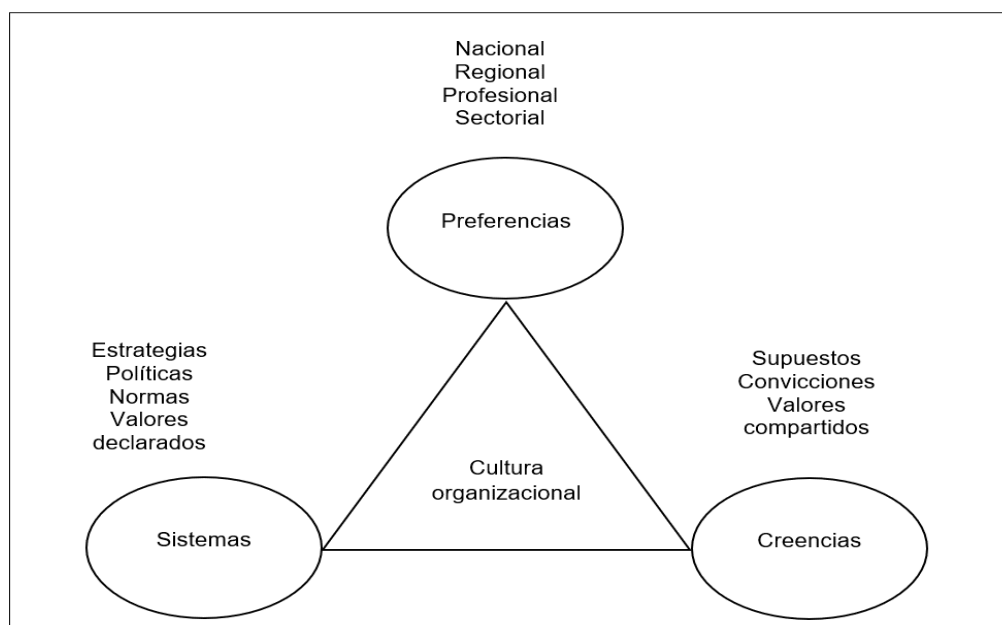 Nacional
Regional
Profesional
Sectorial
Preferencias
Estrategias
Políticas
Normas
Valores
declarados
Supuestos
Convicciones
Valores
compartidos
Cultura
organizacional
Sistemas
Creencias